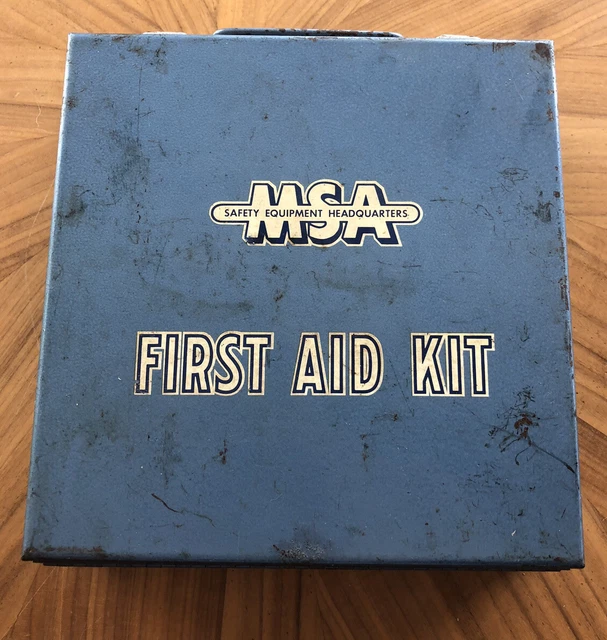 MSA
SAFETY EQUIPMENT HEADQUARTERS
FIRST AID KIT